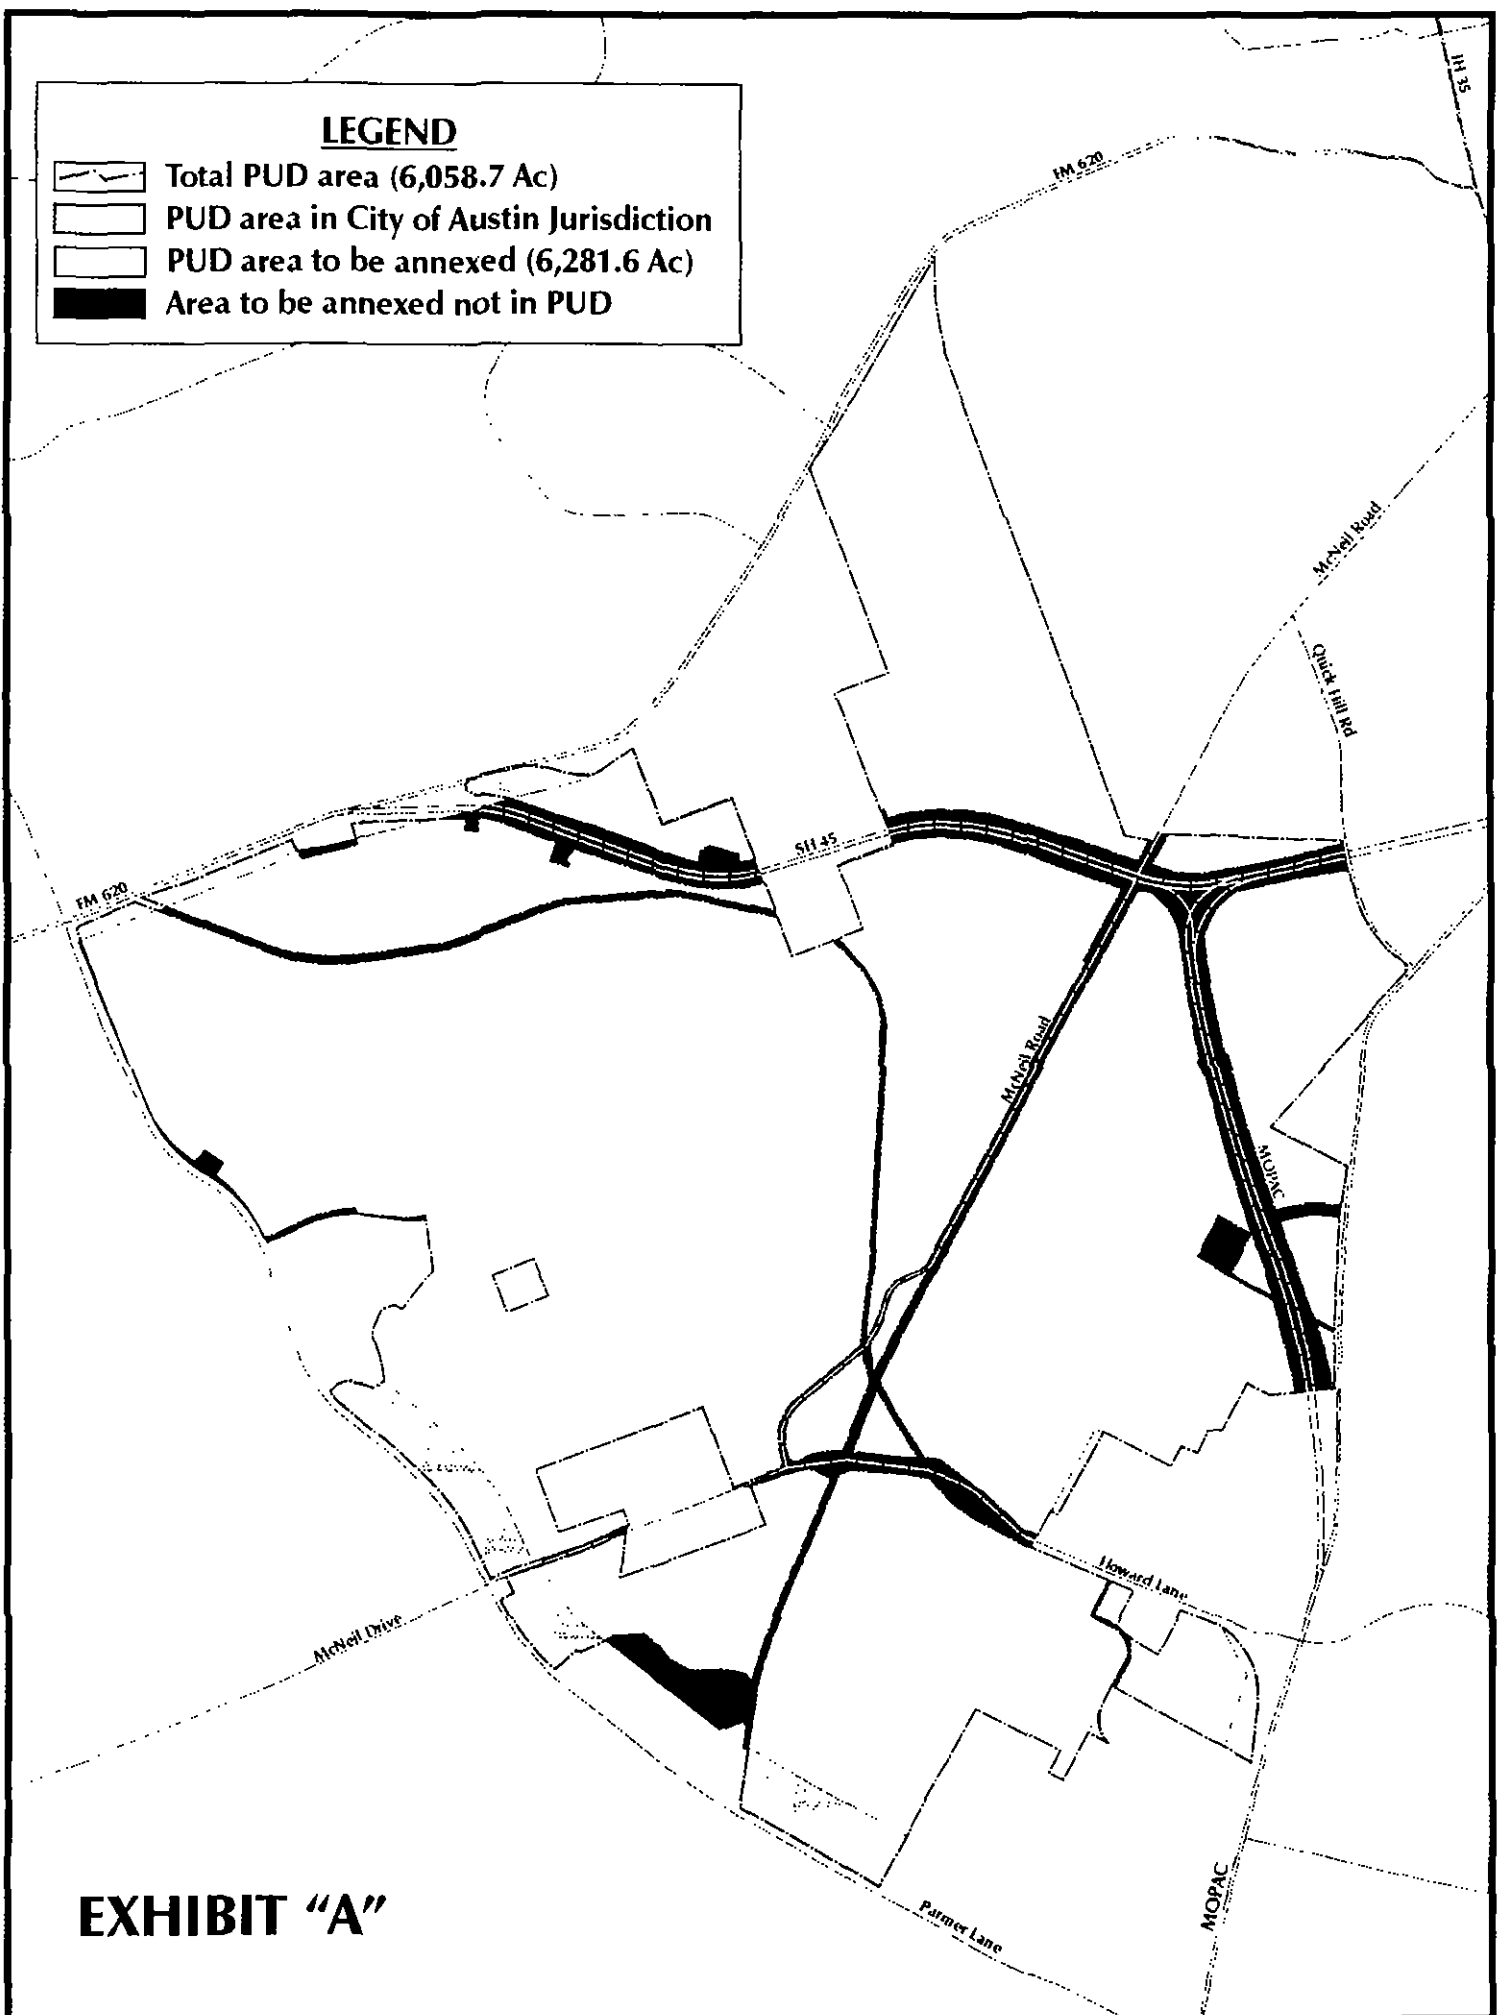 LEGEND
Total PUD area (6,058.7 Ac)
PUD area in City of Austin Jurisdiction
PUD area to be annexed (6,281.6 Ac)
Area to be annexed not in PUD
IH 35
FM 620
McNeil Road
Quick Hill Rd
SH 45
FM 620
McNeil Road
MOPAC
Howard Lane
McNeil Drive
MOPAC
Parmer Lane
EXHIBIT “A”